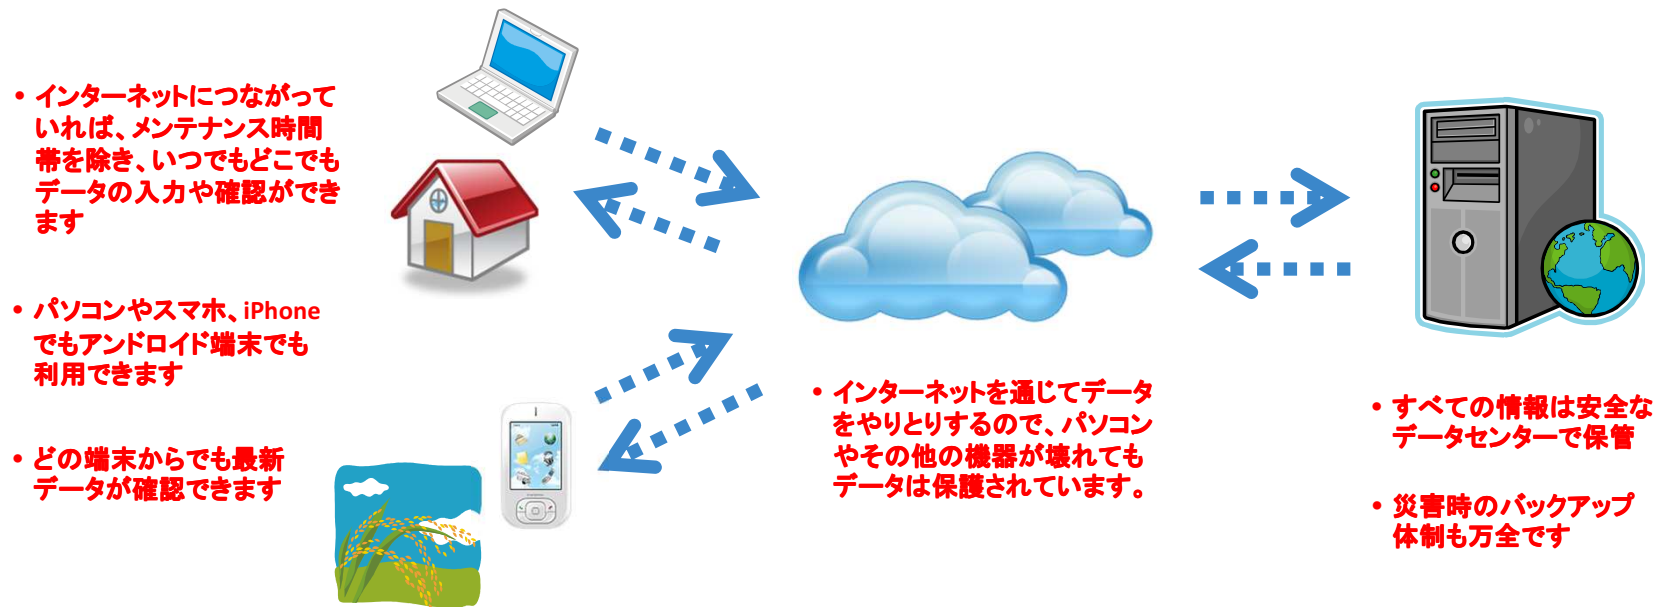 • インターネットにつながって
いれば、メンテナンス時間
帯を除き、いつでもどこでも
データの入力や確認ができ
ます
• パソコンやスマホ、iPhone
でもアンドロイド端末でも
利用できます
• どの端末からでも最新
データが確認できます
• インターネットを通じてデータ
をやりとりするので、パソコン
やその他の機器が壊れても
データは保護されています。
• すべての情報は安全な
データセンターで保管
• 災害時のバックアップ
体制も万全です